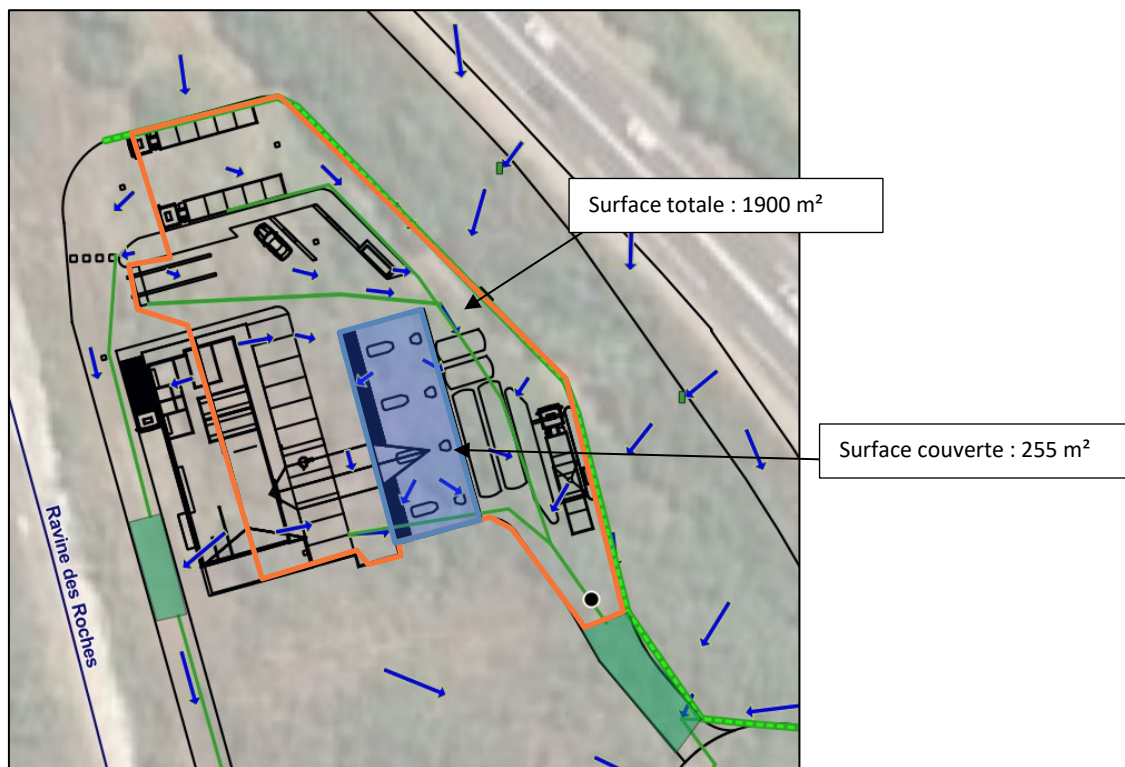 Surface totale : 1900 m²
Surface couverte : 255 m²
Ravine des Roches